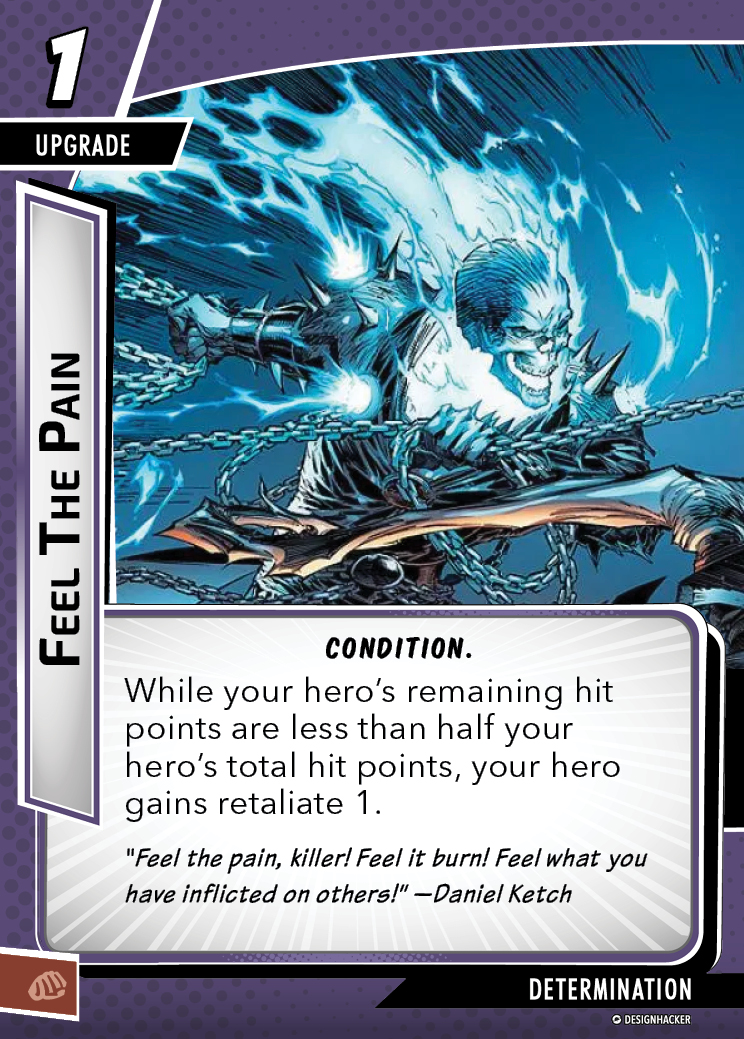 1
UPGRADE
FEEL THE PAIN
CONDITION.
While your hero’s remaining hit
points are less than half your
hero’s total hit points, your hero
gains retaliate 1.
"Feel the pain, killer! Feel it burn! Feel what you
have inflicted on others!" —Daniel Ketch
DETERMINATION
DESIGNHACKER